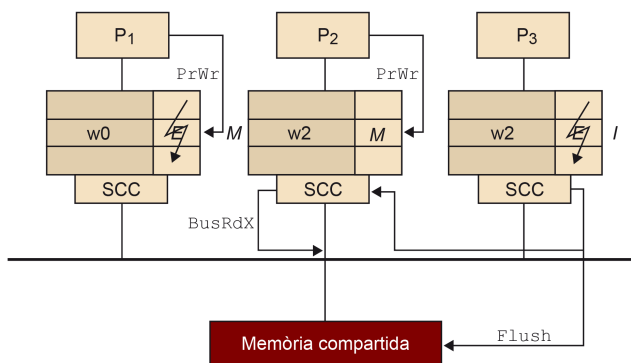 P1
P2
P3
PrWr
PrWr
w0
E
M
w2
M
w2
E
I
SCC
SCC
SCC
BusRdX
Memòria compartida
Flush